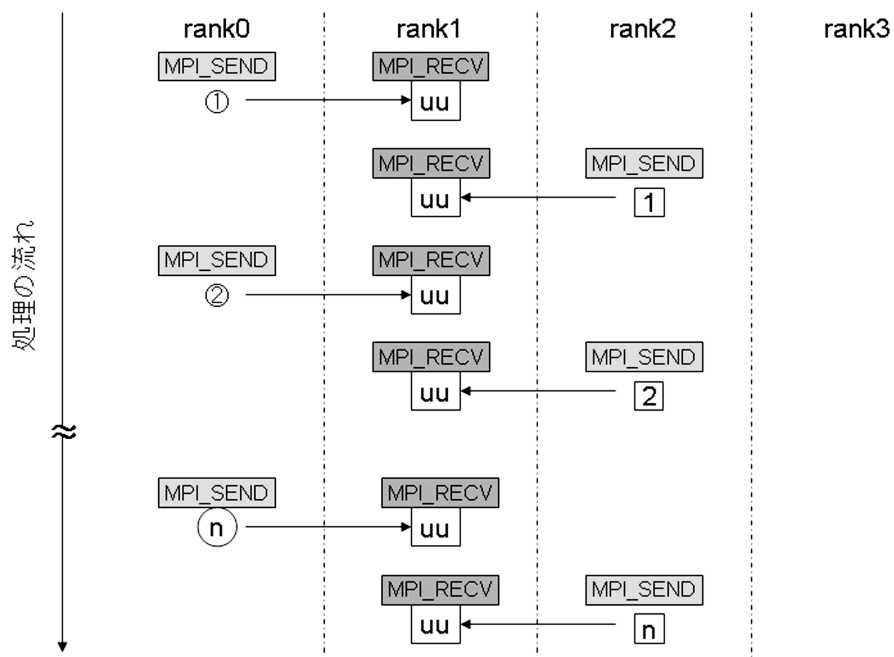 rank0 rank1 rank2 rank3
MPI_SEND MPI_RECV
① uu
MPI_RECV MPI_SEND
uu 1
MPI_SEND MPI_RECV
② uu
MPI_RECV MPI_SEND
uu 2
MPI_SEND MPI_RECV
n uu
MPI_RECV MPI_SEND
uu n
処理の流れ